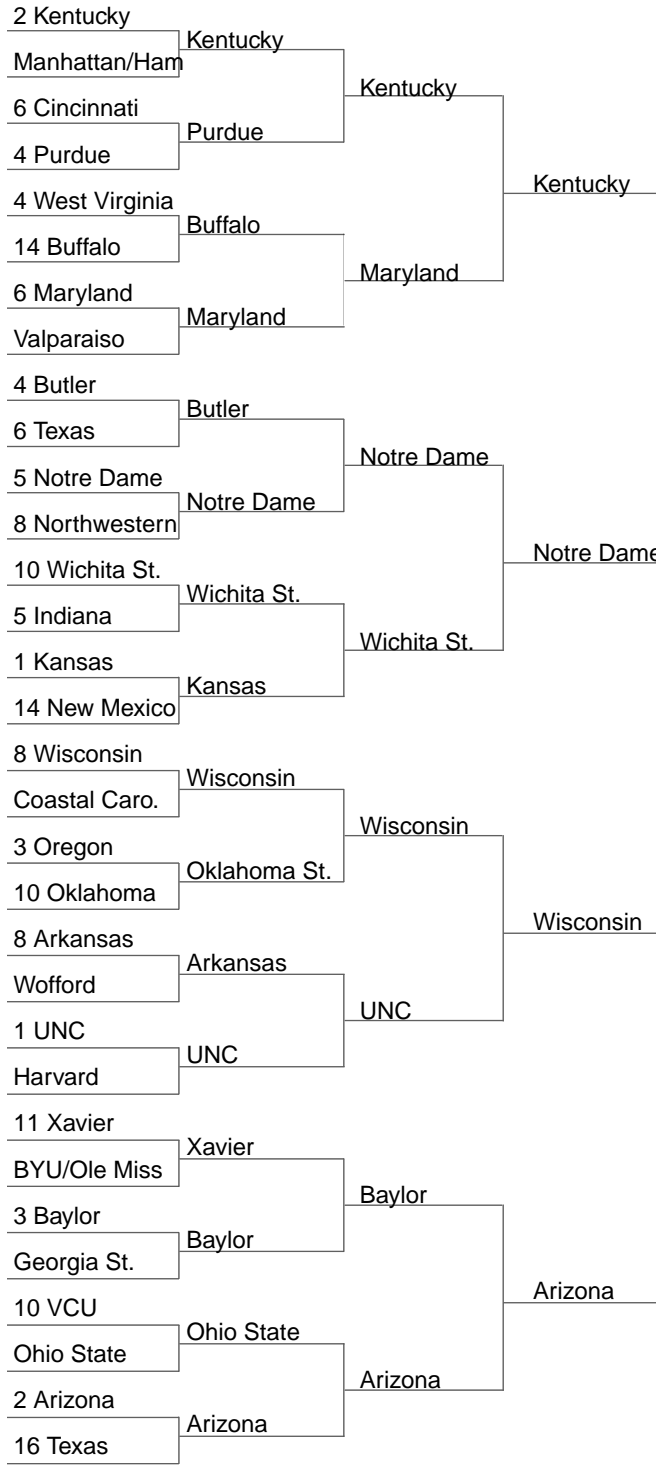 2 Kentucky
Manhattan/Ham
6 Cincinnati
4 Purdue
4 West Virginia
14 Buffalo
6 Maryland
Valparaiso
4 Butler
6 Texas
5 Notre Dame
8 Northwestern
10 Wichita St.
5 Indiana
1 Kansas
14 New Mexico
8 Wisconsin
Coastal Caro.
3 Oregon
10 Oklahoma
8 Arkansas
Wofford
1 UNC
Harvard
11 Xavier
BYU/Ole Miss
3 Baylor
Georgia St.
10 VCU
Ohio State
2 Arizona
16 Texas
Kentucky
Purdue
Buffalo
Maryland
Butler
Notre Dame
Wichita St.
Kansas
Wisconsin
Oklahoma St.
Arkansas
UNC
Xavier
Baylor
Ohio State
Arizona
Kentucky
Maryland
Notre Dame
Wichita St.
Wisconsin
UNC
Baylor
Arizona
Kentucky
Notre Dame
Wisconsin
Arizona